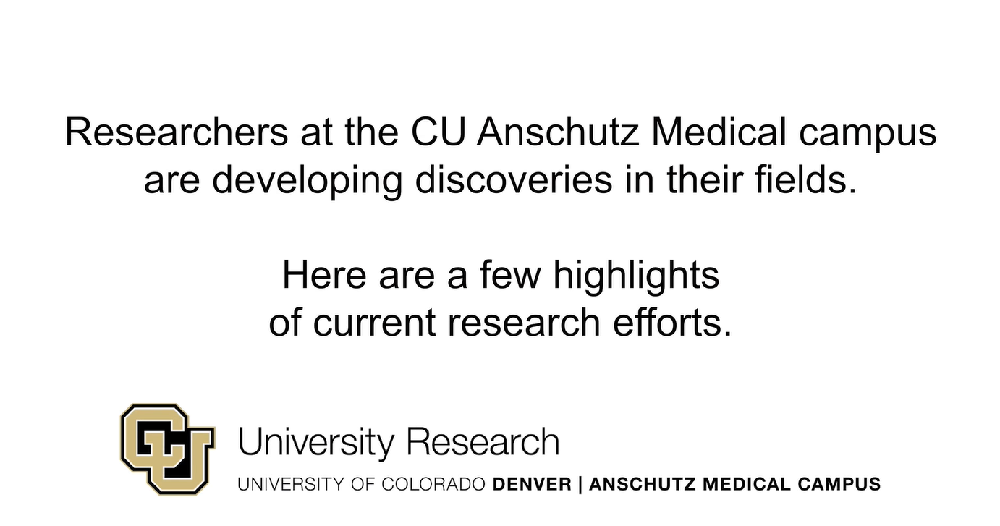 Researchers at the CU Anschutz Medical campus
are developing discoveries in their fields.
Here are a few highlights
of current research efforts.
CU
University Research
UNIVERSITY OF COLORADO DENVER | ANSCHUTZ MEDICAL CAMPUS